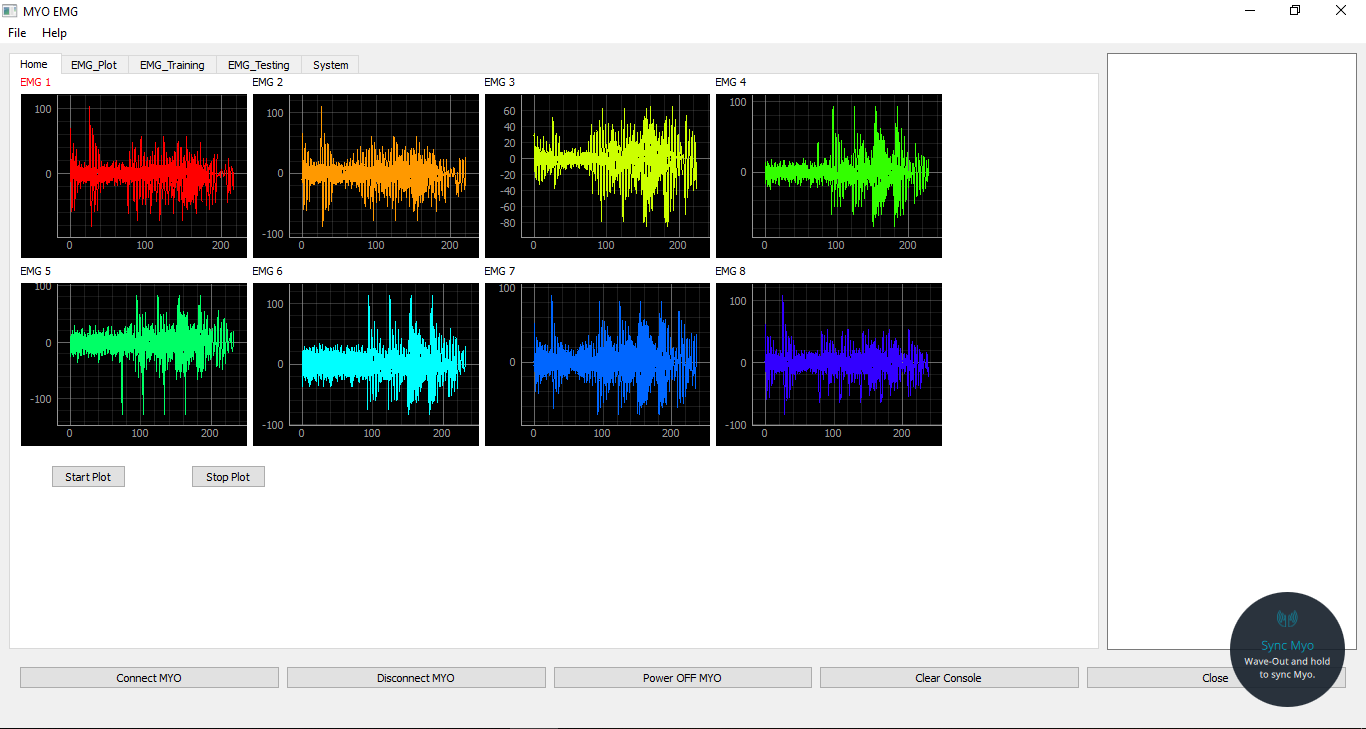 MYO EMG
File Help
Home EMG_Plot EMG_Training EMG_Testing System
EMG 1 EMG 2 EMG 3 EMG 4
100
0
0 100 200
100
0
-100
0 100 200
60
40
20
0
-20
-40
-60
-80
0 100 200
100
0
0 100 200
EMG 5 EMG 6 EMG 7 EMG 8
100
0
-100
0 100 200
100
0
-100
0 100 200
100
0
0 100 200
100
0
-100
0 100 200
Start Plot Stop Plot
Sync Myo
Wave-Out and hold
to sync Myo.
Connect MYO Disconnect MYO Power OFF MYO Clear Console Close